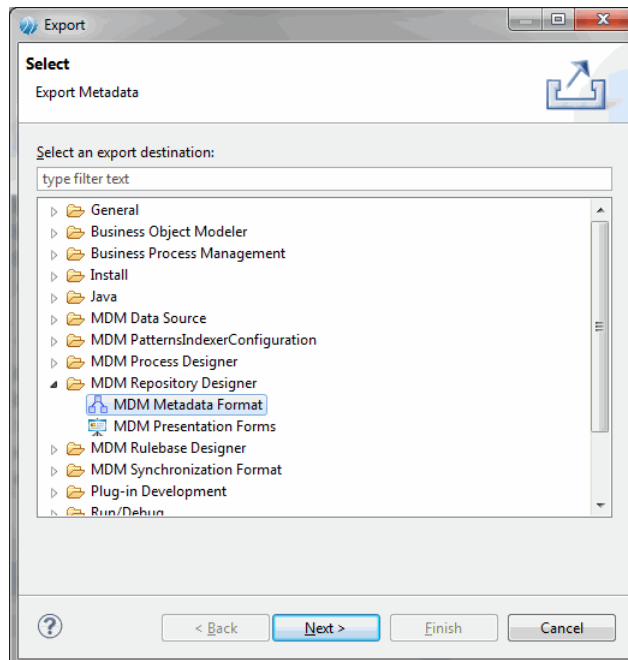 Export
Select
Export Metadata
Select an export destination:
type filter text
General
Business Object Modeler
Business Process Management
Install
Java
MDM Data Source
MDM PatternsIndexerConfiguration
MDM Process Designer
MDM Repository Designer
MDM Metadata Format
MDM Presentation Forms
MDM Rulebase Designer
MDM Synchronization Format
Plug-in Development
Run/Debug
?
< Back Next > Finish Cancel